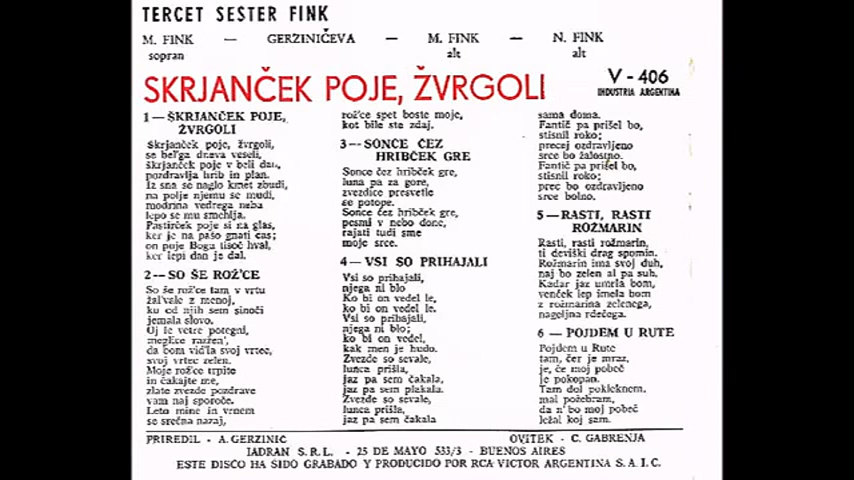 TERCET SESTER FINK
M. FINK — GERZINIČEVA — M. FINK — N. FINK
sopran alt alt
SKRJANČEK POJE, ŽVRGOLI
V - 406
INDUSTRIA ARGENTINA
1 — ŠKRJANČEK POJE,
ŽVRGOLI
Škrjanček poje, žvrgoli,
se bel'ga dneva veseli,
škrjanček poje v beli dan,
pozdravlja hrib in plan.
Iz sna se naglo kmet zbudi,
na polje njemu se mudi,
modrina vedrega neba
lepo se mu smehlja.
Pastirček poje si na glas,
ker je na pašo gnati čas;
on poje Bogu tisoč hval,
ker lepi dan je dal.
2 — SO ŠE ROŽ'CE
So še rož'ce tam v vrtu
žal'vale z menoj,
ku od njih sem sinoči
jemala slovo.
Oj le vetrc potegni,
meglice
da bom vid'la svoj vrtec,
svoj vrtec zelen.
Moje rož'ce trpite
in čakajte me,
zlate zvezde pozdrave
vam naj sporoče.
Leto mine in vrnem
se srečna nazaj,
rož'ce spet boste moje,
kot bile ste zdaj.
3 — SONCE ČEZ
HRIBČEK GRE
Sonce čez hribček gre,
luna pa za gore,
zvezdice presvetle
se potope.
Sonce čez hribček gre,
pesmi v nebo done,
rajati tudi sme
moje srce.
4 — VSI SO PRIHAJALI
Vsi so prihajali,
njega ni blo
Ko bi on vedel le,
ko bi on vedel le.
Vsi so prihajali,
njega ni blo;
ko bi on vedel,
kak men je hudo.
Zvezde so sevale,
lunca prišla,
jaz pa sem čakala,
jaz pa sem plakala.
Zvezde so sevale,
lunca prišla,
jaz pa sem čakala
sama doma.
Fantič pa prišel bo,
stisnil roko;
precej ozdravljeno
srce bo žalostno.
Fantič pa prišel bo,
stisnil roko;
prec bo ozdravljeno
srce bolno.
5 — RASTI, RASTI
ROŽMARIN
Rasti, rasti rožmarin,
ti deviški drag spomin.
Rožmarin ima svoj duh,
naj bo zelen al pa suh.
Kadar jaz umrla bom,
venček lep imela bom
z rožmarina zelenega,
nageljna rdečega.
6 — POJDEM U RUTE
Pojdem u Rute
tam, čer je mraz,
je, če moj pobeč
je pokopan.
Tam dol pokleknem,
mal požebram,
da n' bo moj pobeč
ležal koj sam.
PRIREDIL - A. GERZINIC OVITEK - C. GABRENJA
IADRAN S.R.L. - 25 DE MAYO 533/3 - BUENOS AIRES
ESTE DISCO HA SIDO GRABADO Y PRODUCIDO POR RCA VICTOR ARGENTINA S.A.I.C.